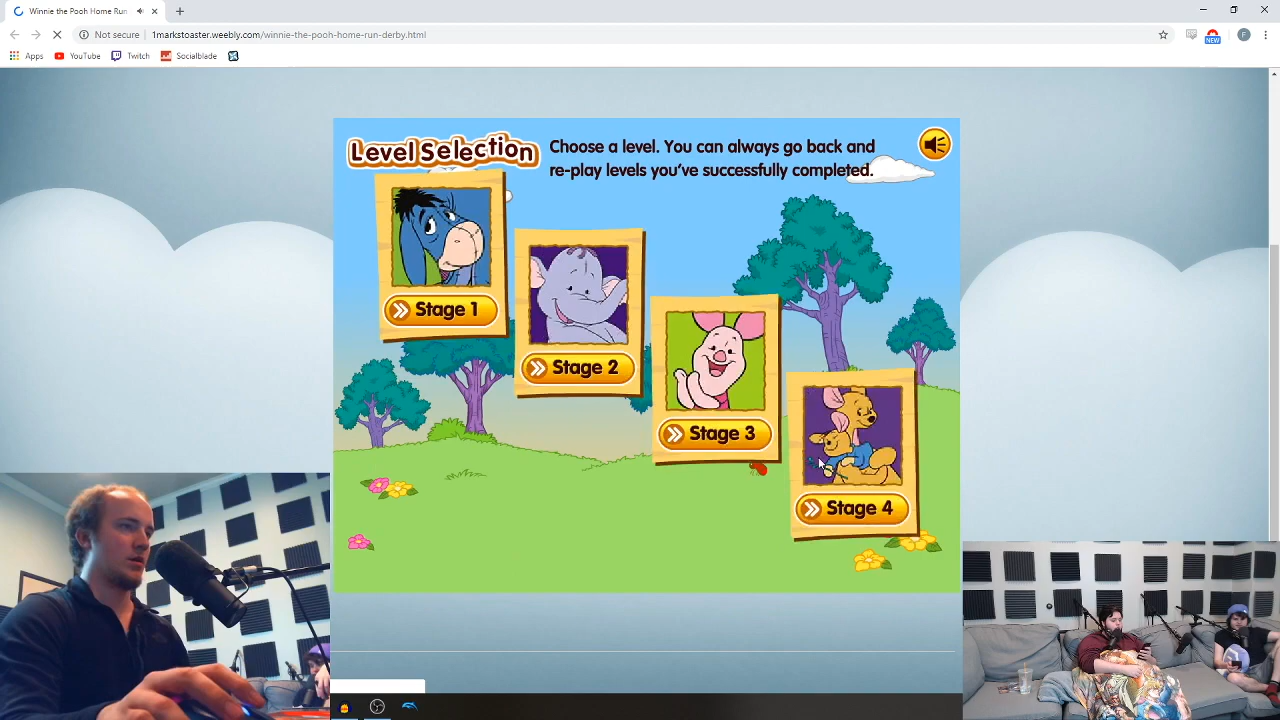 Winnie the Pooh Home Run
Not secure
1markstoaster.weebly.com/winnie-the-pooh-home-run-derby.html
Apps
YouTube
Twitch
Socialblade
NEW
F
Level Selection
Choose a level. You can always go back and
re-play levels you've successfully completed.
Stage 1
Stage 2
Stage 3
Stage 4